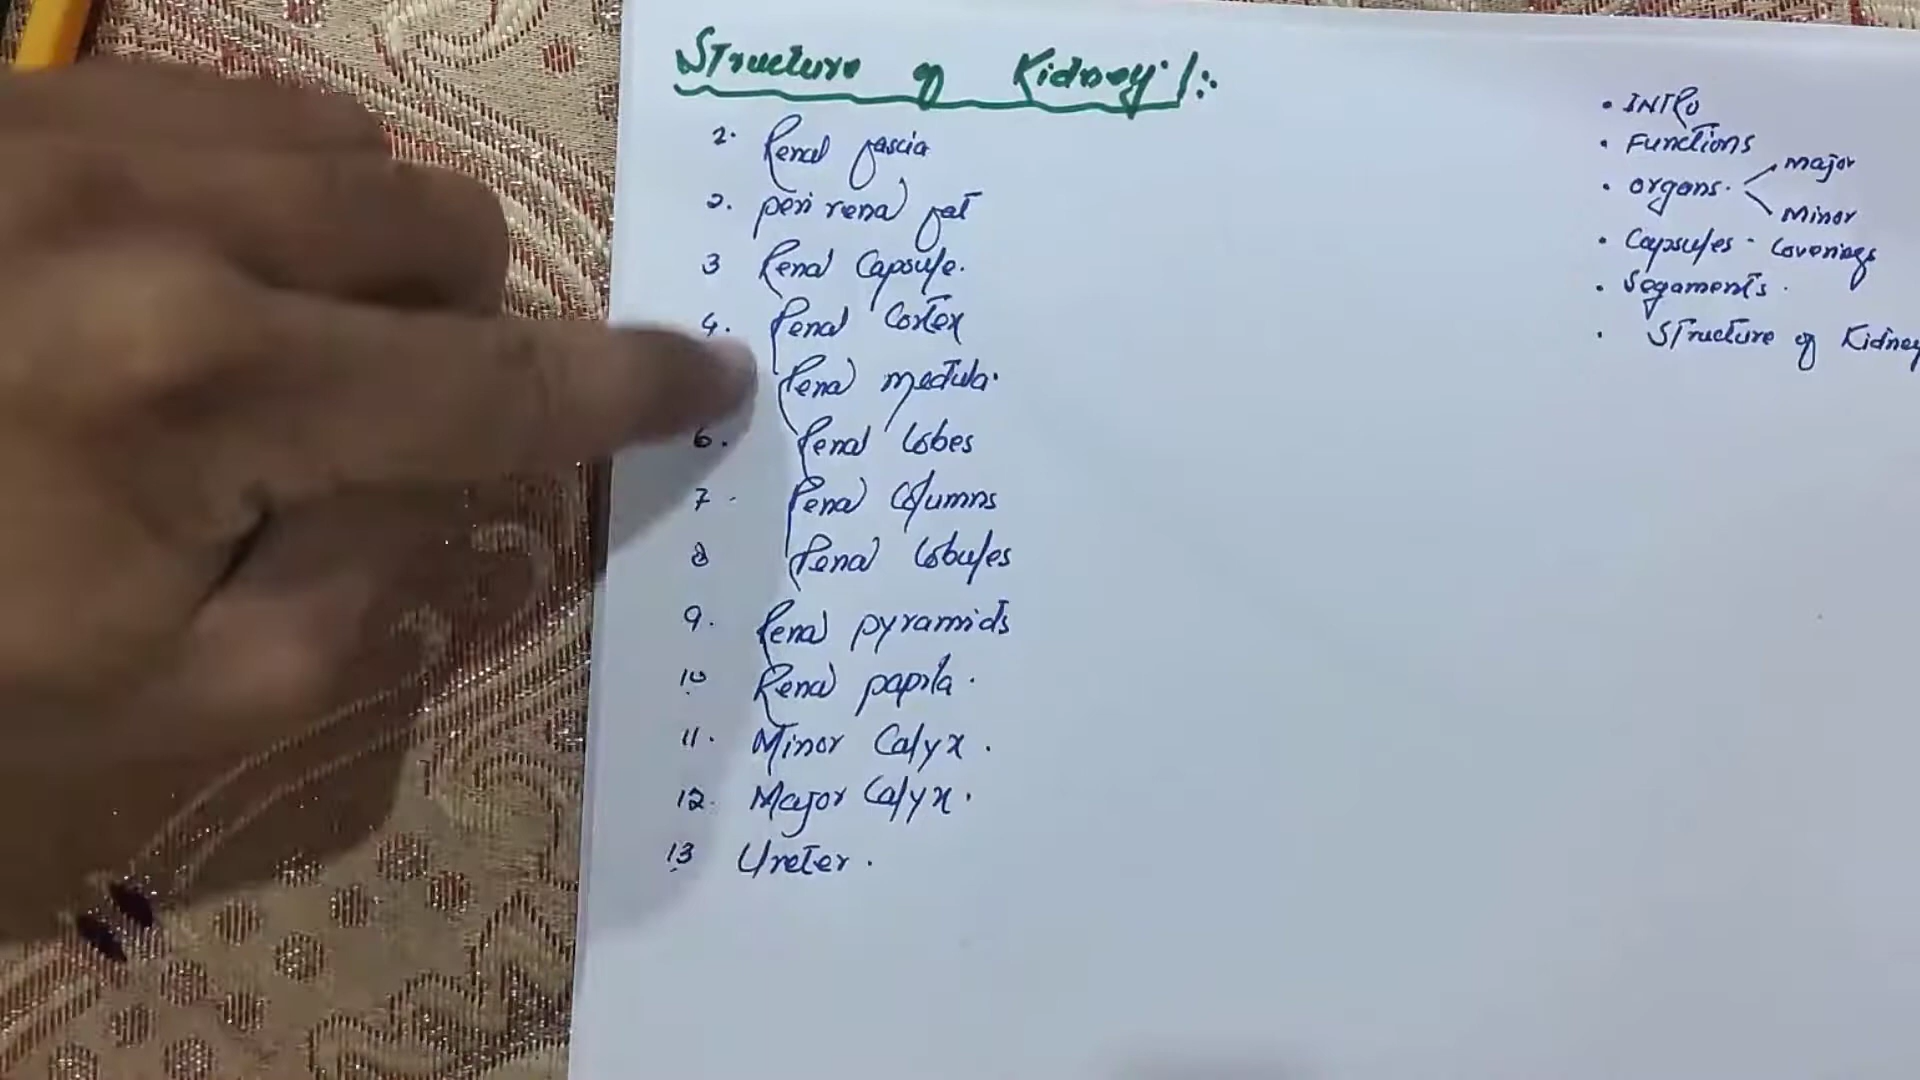 Structure of Kidney :
2. Renal fascia
2. peri renal fat
3 Renal Capsule.
4. Renal Cortex
Renal medula.
6. Renal lobes
7. Renal Columns
8 Renal lobules
9. Renal pyramids
10 Renal papila.
11. Minor Calyx.
12. Major Calyx.
13 Ureter.
• INTRO
• Functions
• organs. Major
Minor
• Capsules - Coverings
• Segaments.
• Structure of Kidney